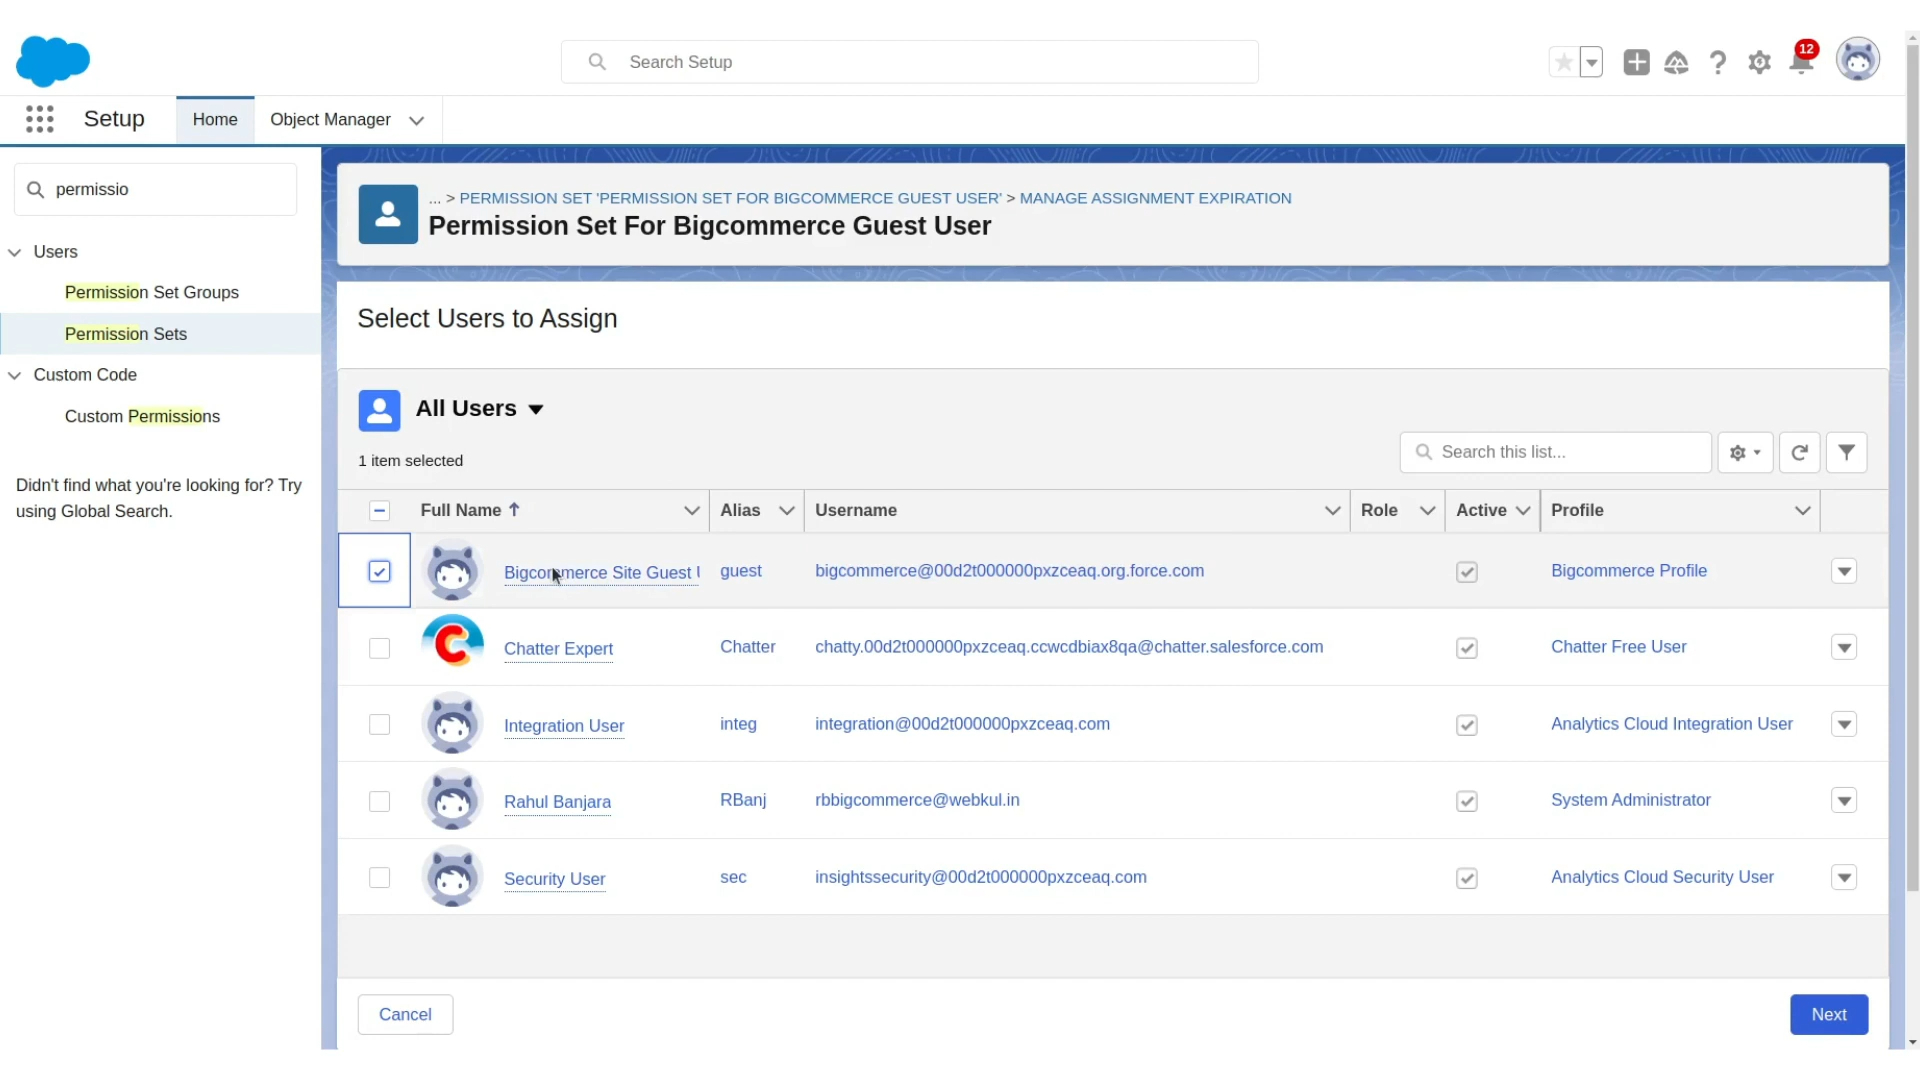 Search Setup
12
Setup
Home
Object Manager
permissio
Users
Permission Set Groups
Permission Sets
Custom Code
Custom Permissions
Didn't find what you're looking for? Try
using Global Search.
... > PERMISSION SET 'PERMISSION SET FOR BIGCOMMERCE GUEST USER' > MANAGE ASSIGNMENT EXPIRATION
Permission Set For Bigcommerce Guest User
Select Users to Assign
All Users
1 item selected
Search this list...
Full Name Alias Username Role Active Profile
Bigcommerce Site Guest guest bigcommerce@00d2t000000pxzceaq.org.force.com Bigcommerce Profile
Chatter Expert Chatter chatty.00d2t000000pxzceaq.ccwcdbiax8qa@chatter.salesforce.com Chatter Free User
Integration User integ integration@00d2t000000pxzceaq.com Analytics Cloud Integration User
Rahul Banjara RBanj rbbigcommerce@webkul.in System Administrator
Security User sec insightssecurity@00d2t000000pxzceaq.com Analytics Cloud Security User
Cancel
Next